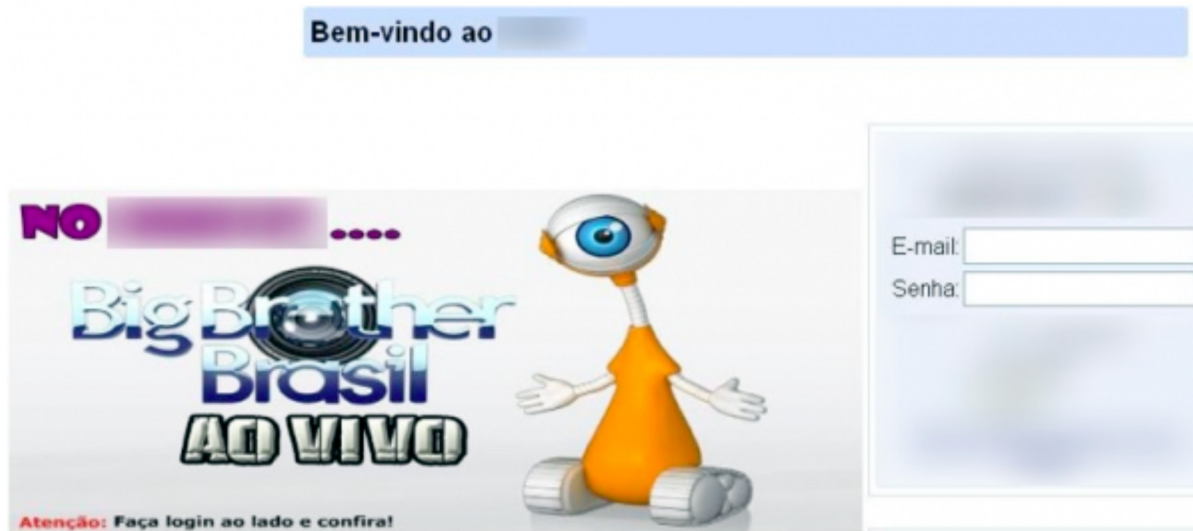 Bem-vindo ao
NO ....
Big Brother
Brasil
AO VIVO
Atenção: Faça login ao lado e confira!
E-mail:
Senha: